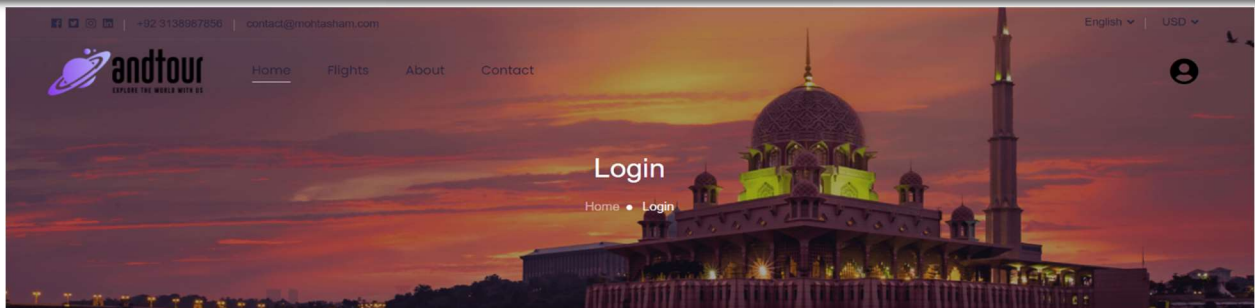 +92 3138987856 | contact@mohtasham.com
English | USD
andtour
EXPLORE THE WORLD WITH US
Home Flights About Contact
Login
Home • Login